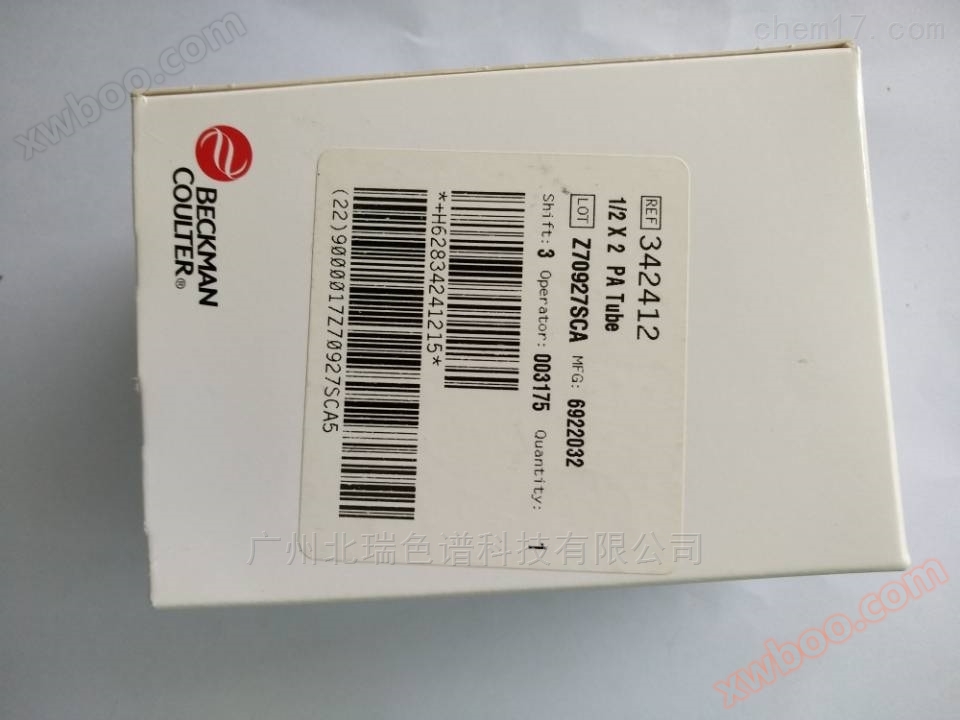 BECKMAN
COULTER®
REF 342412
1/2 X 2 PA Tube
LOT Z70927SCA MFG: 6922032
Shift: 3 Operator: 003175 Quantity: 1
*+H62834241215*
(22)9000017Z70927SCA5
广州北瑞色谱科技有限公司
xwboo.com
chem17.com
xwboo.com